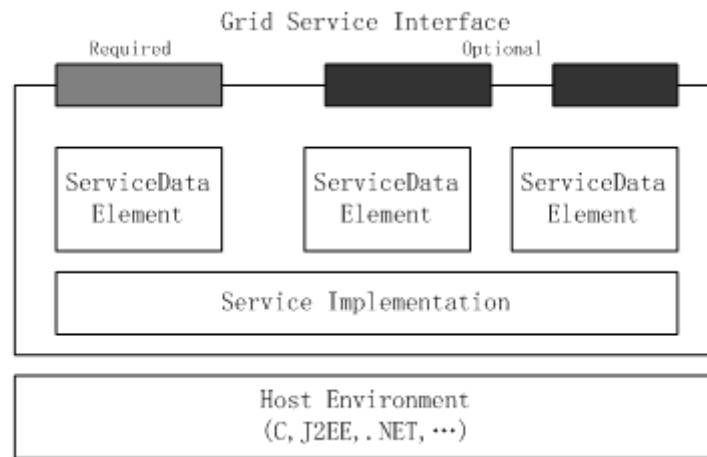 Grid Service Interface
Required
Optional
ServiceData
Element
ServiceData
Element
ServiceData
Element
Service Implementation
Host Environment
(C, J2EE, .NET, ···)